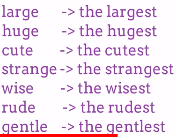 large -> the largest
huge -> the hugest
cute -> the cutest
strange -> the strangest
wise -> the wisest
rude -> the rudest
gentle -> the gentlest